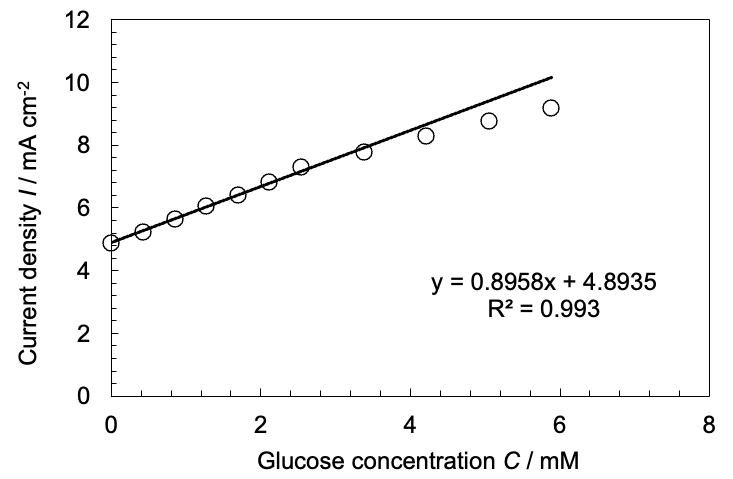 12
10
8
6
4
2
0
Current density I / mA cm-2
y = 0.8958x + 4.8935
R² = 0.993
0 2 4 6 8
Glucose concentration C / mM